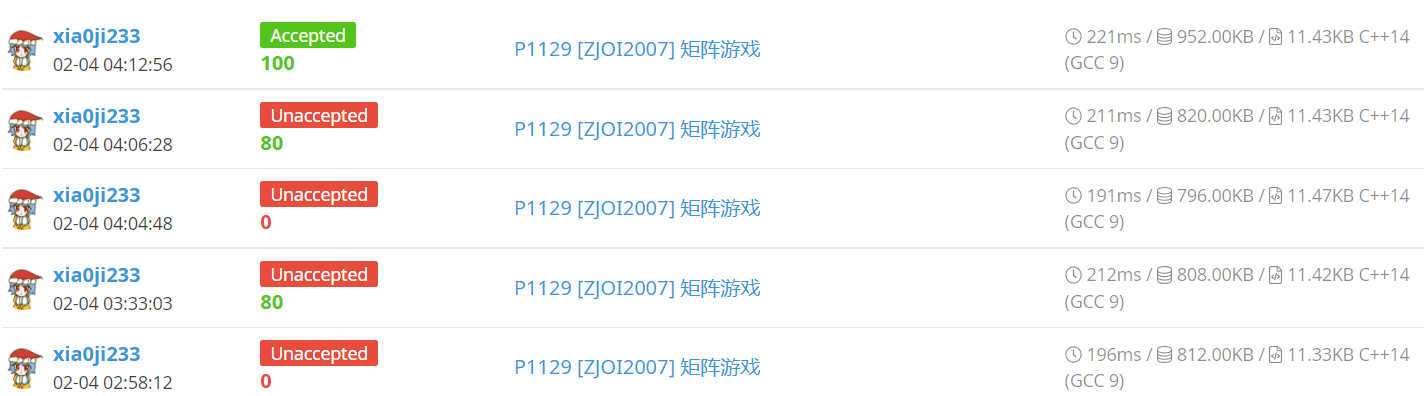 xia0ji233 Accepted 221ms / 952.00KB / 11.43KB C++14
02-04 04:12:56 100 P1129 [ZJOI2007] 矩阵游戏 (GCC 9)
xia0ji233 Unaccepted 211ms / 820.00KB / 11.43KB C++14
02-04 04:06:28 80 P1129 [ZJOI2007] 矩阵游戏 (GCC 9)
xia0ji233 Unaccepted 191ms / 796.00KB / 11.47KB C++14
02-04 04:04:48 0 P1129 [ZJOI2007] 矩阵游戏 (GCC 9)
xia0ji233 Unaccepted 212ms / 808.00KB / 11.42KB C++14
02-04 03:33:03 80 P1129 [ZJOI2007] 矩阵游戏 (GCC 9)
xia0ji233 Unaccepted 196ms / 812.00KB / 11.33KB C++14
02-04 02:58:12 0 P1129 [ZJOI2007] 矩阵游戏 (GCC 9)